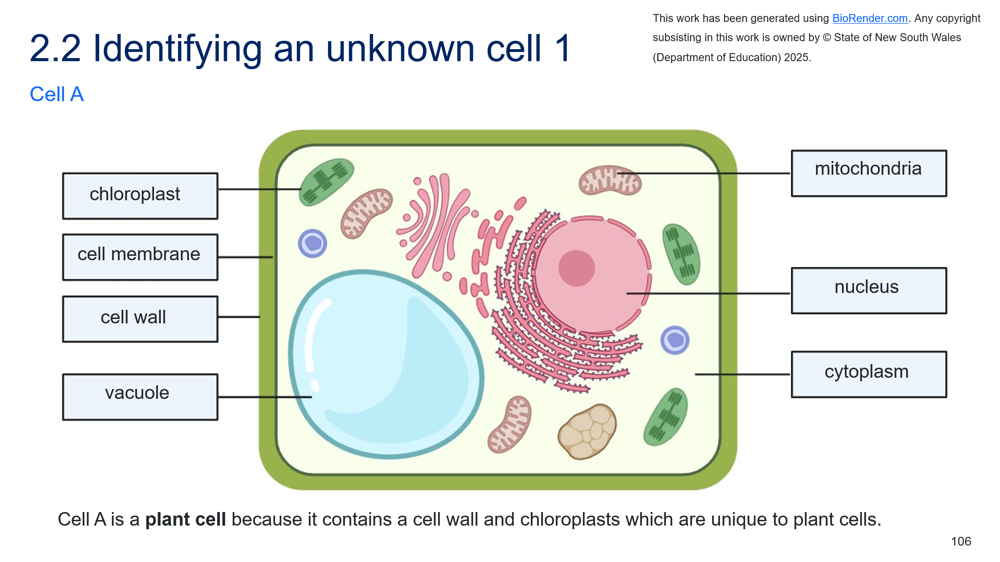 This work has been generated using BioRender.com. Any copyright
subsisting in this work is owned by © State of New South Wales
(Department of Education) 2025.
2.2 Identifying an unknown cell 1
Cell A
chloroplast
cell membrane
cell wall
vacuole
mitochondria
nucleus
cytoplasm
Cell A is a plant cell because it contains a cell wall and chloroplasts which are unique to plant cells.
106